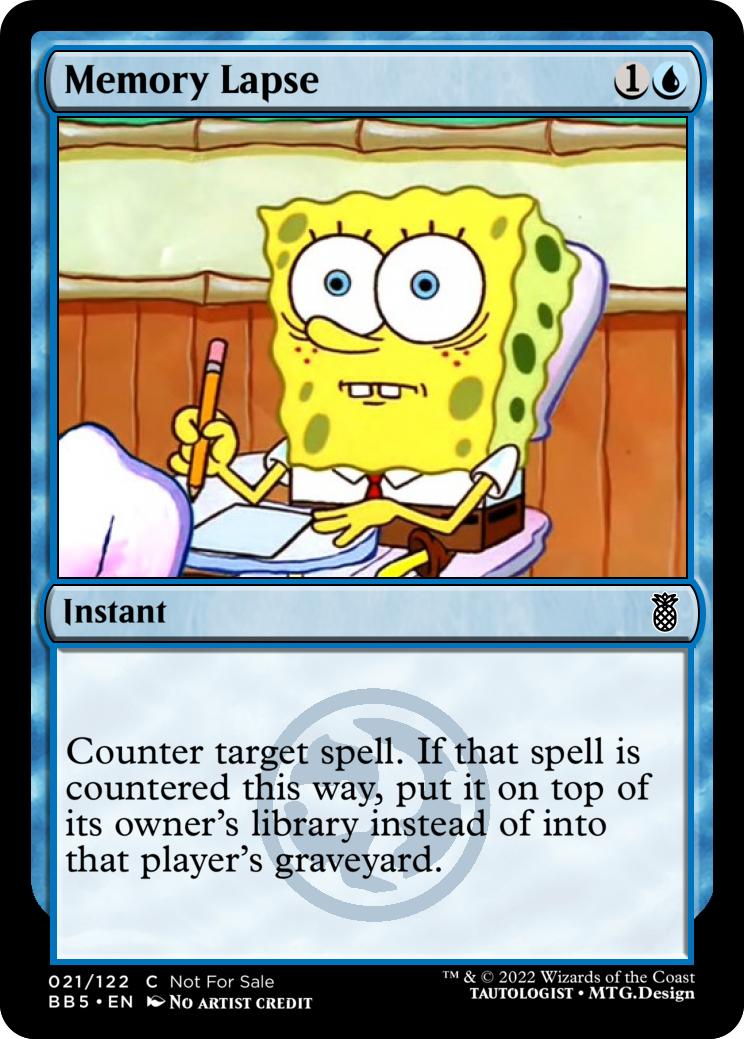 Memory Lapse 1
Instant
Counter target spell. If that spell is
countered this way, put it on top of
its owner's library instead of into
that player's graveyard.
021/122 C Not For Sale
BB5 • EN No artist credit
™ & © 2022 Wizards of the Coast
TAUTOLOGIST • MTG.Design